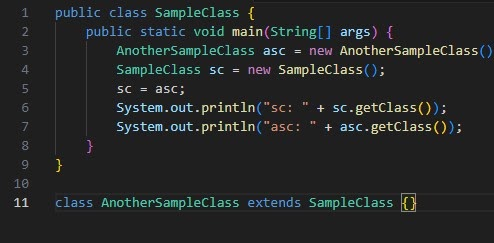 1 public class SampleClass {
2 public static void main(String[] args) {
3 AnotherSampleClass asc = new AnotherSampleClass()
4 SampleClass sc = new SampleClass();
5 sc = asc;
6 System.out.println("sc: " + sc.getClass());
7 System.out.println("asc: " + asc.getClass());
8 }
9 }
10
11 class AnotherSampleClass extends SampleClass {}